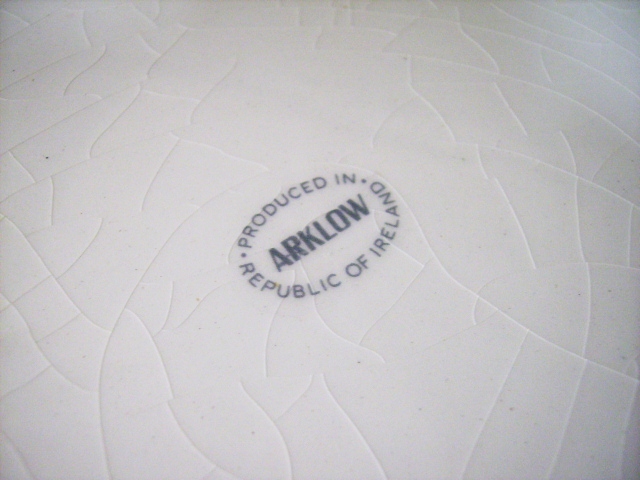 PRODUCED IN
ARKLOW
REPUBLIC OF IRELAND